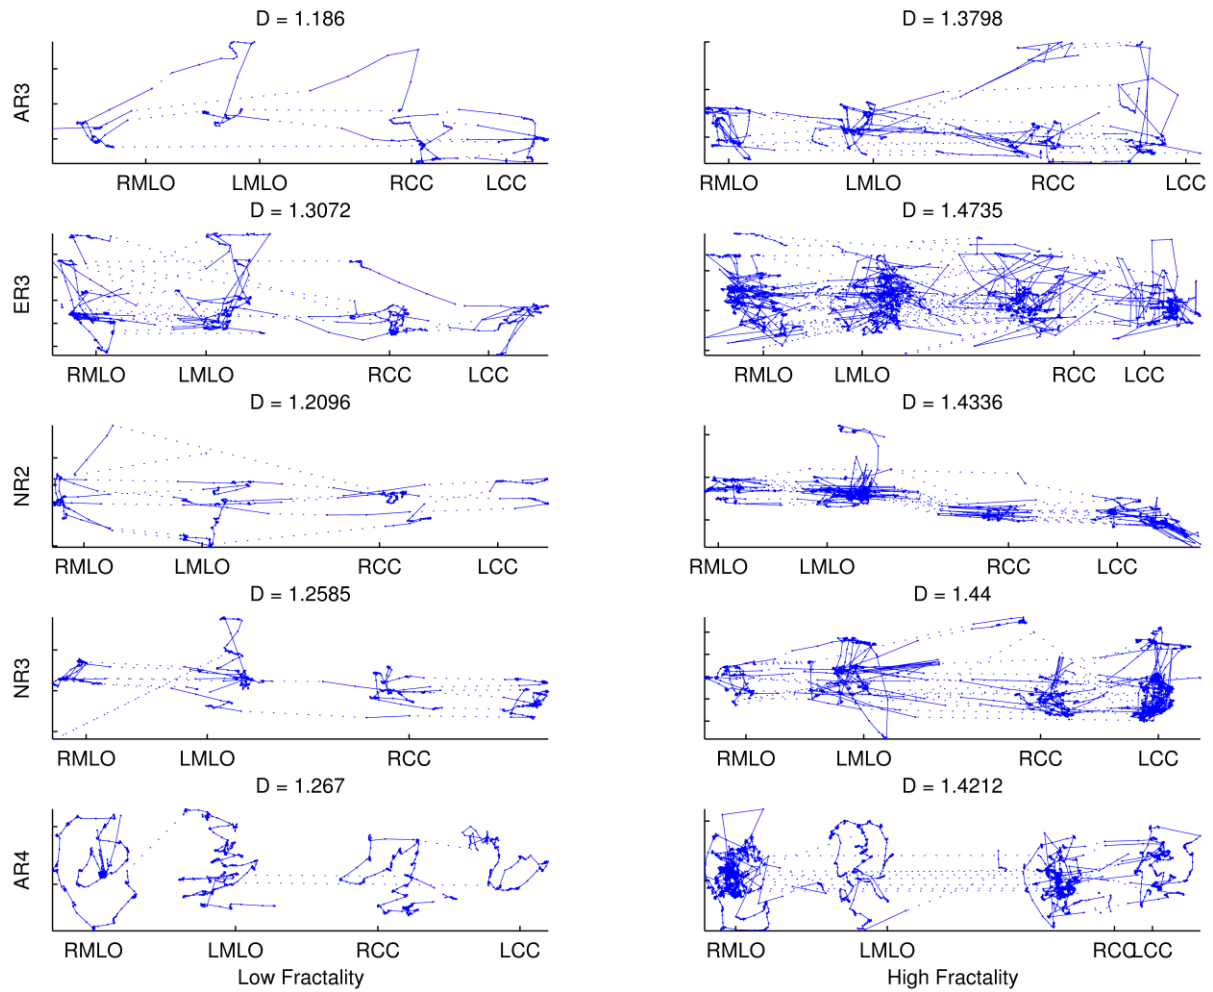 D = 1.186 D = 1.3798
AR3
RMLO LMLO RCC LCC RMLO LMLO RCC LCC
D = 1.3072 D = 1.4735
ER3
RMLO LMLO RCC LCC RMLO LMLO RCC LCC
D = 1.2096 D = 1.4336
NR2
RMLO LMLO RCC LCC RMLO LMLO RCC LCC
D = 1.2585 D = 1.44
NR3
RMLO LMLO RCC RMLO LMLO RCC LCC
D = 1.267 D = 1.4212
AR4
RMLO LMLO RCC LCC RMLO LMLO RCC LCC
Low Fractality High Fractality